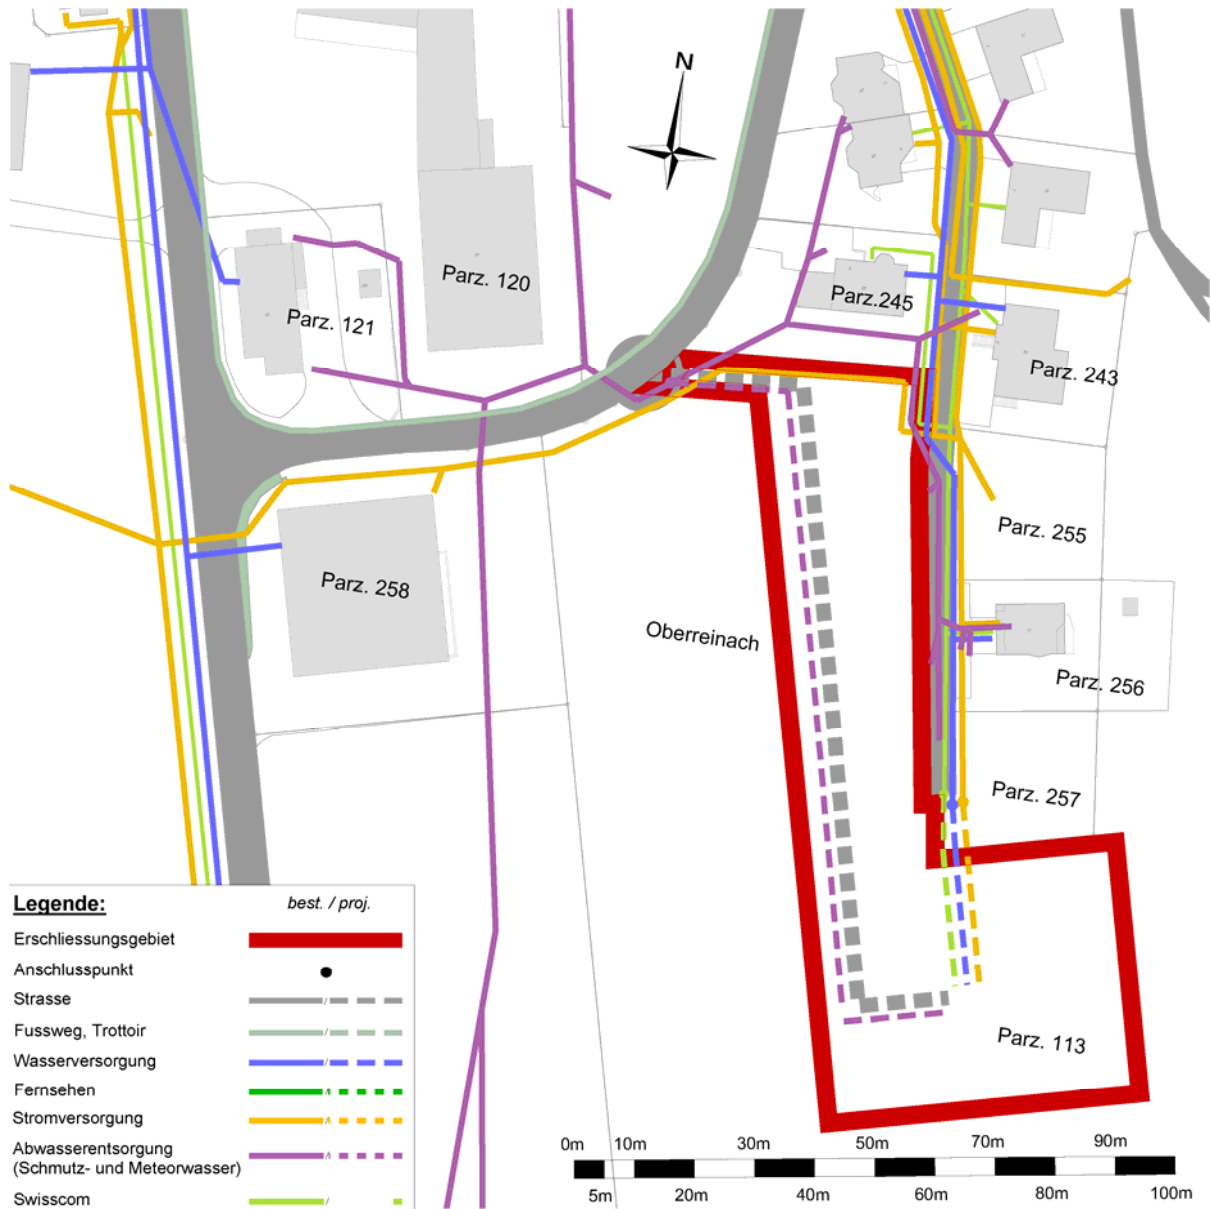 N
Parz. 120
Parz. 121
Parz.245
Parz. 243
Parz. 255
Parz. 258
Oberreinach
Parz. 256
Parz. 257
Parz. 113
Legende:
best. / proj.
Erschliessungsgebiet
Anschlusspunkt
Strasse
Fussweg, Trottoir
Wasserversorgung
Fernsehen
Stromversorgung
Abwasserentsorgung
(Schmutz- und Meteorwasser)
Swisscom
0m 10m 30m 50m 70m 90m
5m 20m 40m 60m 80m 100m